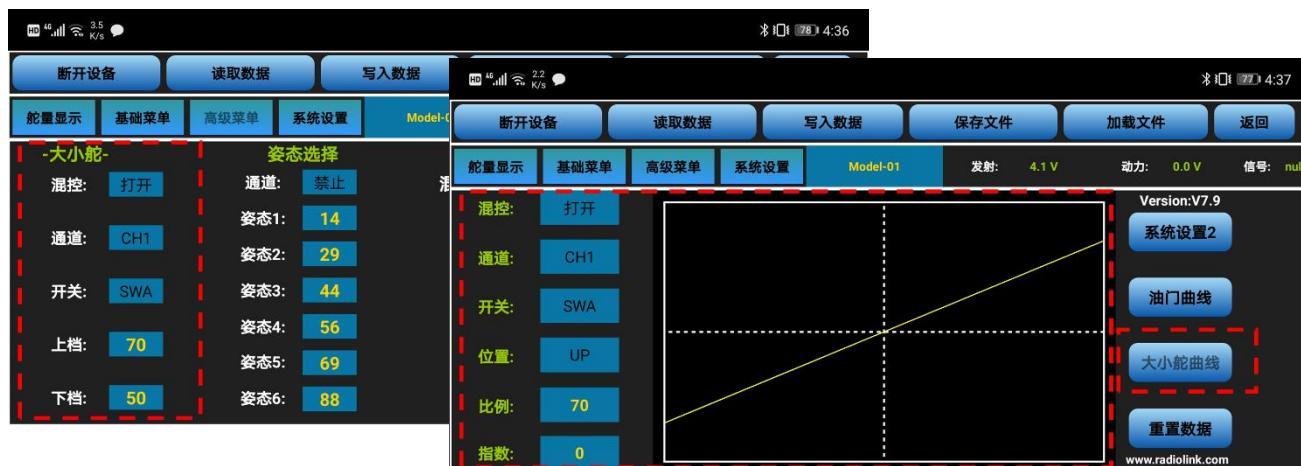 HD 4G 3.5 K/s 78 4:36
断开设备 读取数据 写入数据
舵量显示 基础菜单 高级菜单 系统设置 Model-0
-大小舵- 姿态选择
混控: 打开 通道: 禁止
姿态1: 14
通道: CH1 姿态2: 29
开关: SWA 姿态3: 44
姿态4: 56
上档: 70
姿态5: 69
下档: 50 姿态6: 88
HD 4G 2.2 K/s 77 4:37
断开设备 读取数据 写入数据 保存文件 加载文件 返回
舵量显示 基础菜单 高级菜单 系统设置 Model-01 发射: 4.1 V 动力: 0.0 V 信号: nul
混控: 打开 Version:V7.9
系统设置2
通道: CH1
开关: SWA 油门曲线
位置: UP 大小舵曲线
比例: 70
重置数据
指数: 0 www.radiolink.com